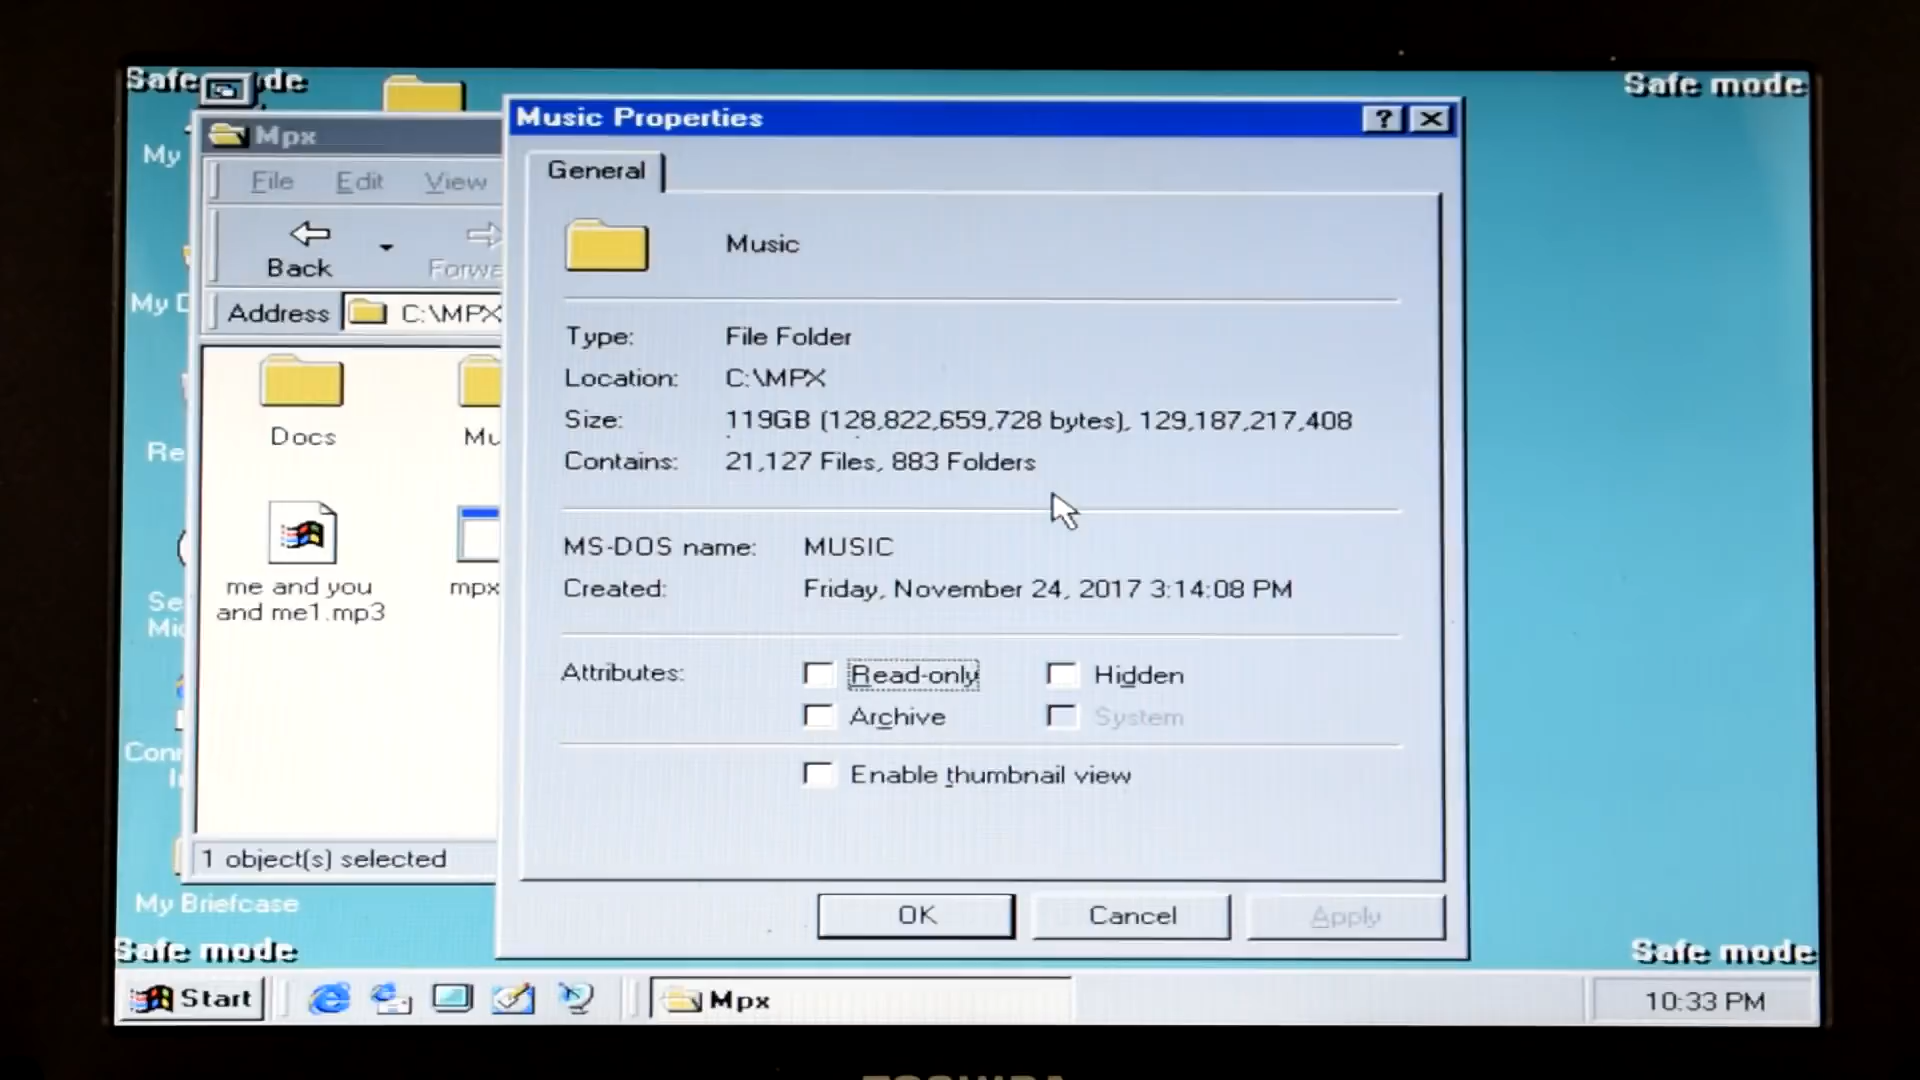 Safe mode
Safe mode
My
My D
Re
Se
Mic
Conn
In
My Briefcase
Safe mode
Safe mode
Mpx
File Edit View
Back
Forwa
Address C:\MPX
Docs
Mu
me and you
and me1.mp3
mpx
1 object(s) selected
Music Properties
General
Music
Type: File Folder
Location: C:\MPX
Size: 119GB (128,822,659,728 bytes), 129,187,217,408
Contains: 21,127 Files, 883 Folders
MS-DOS name: MUSIC
Created: Friday, November 24, 2017 3:14:08 PM
Attributes: Read-only Hidden
Archive System
Enable thumbnail view
OK Cancel Apply
Start Mpx 10:33 PM
TOSHIBA